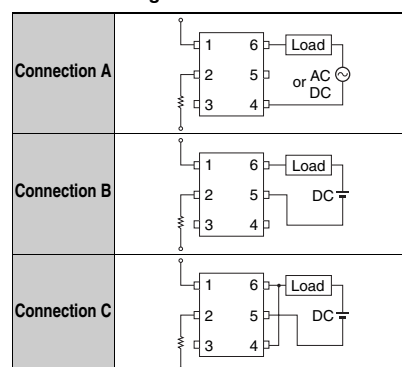 Connection A
1 6 Load
2 5 or AC
DC
3 4
Connection B
1 6 Load
2 5 DC
3 4
Connection C
1 6 Load
2 5 DC
3 4